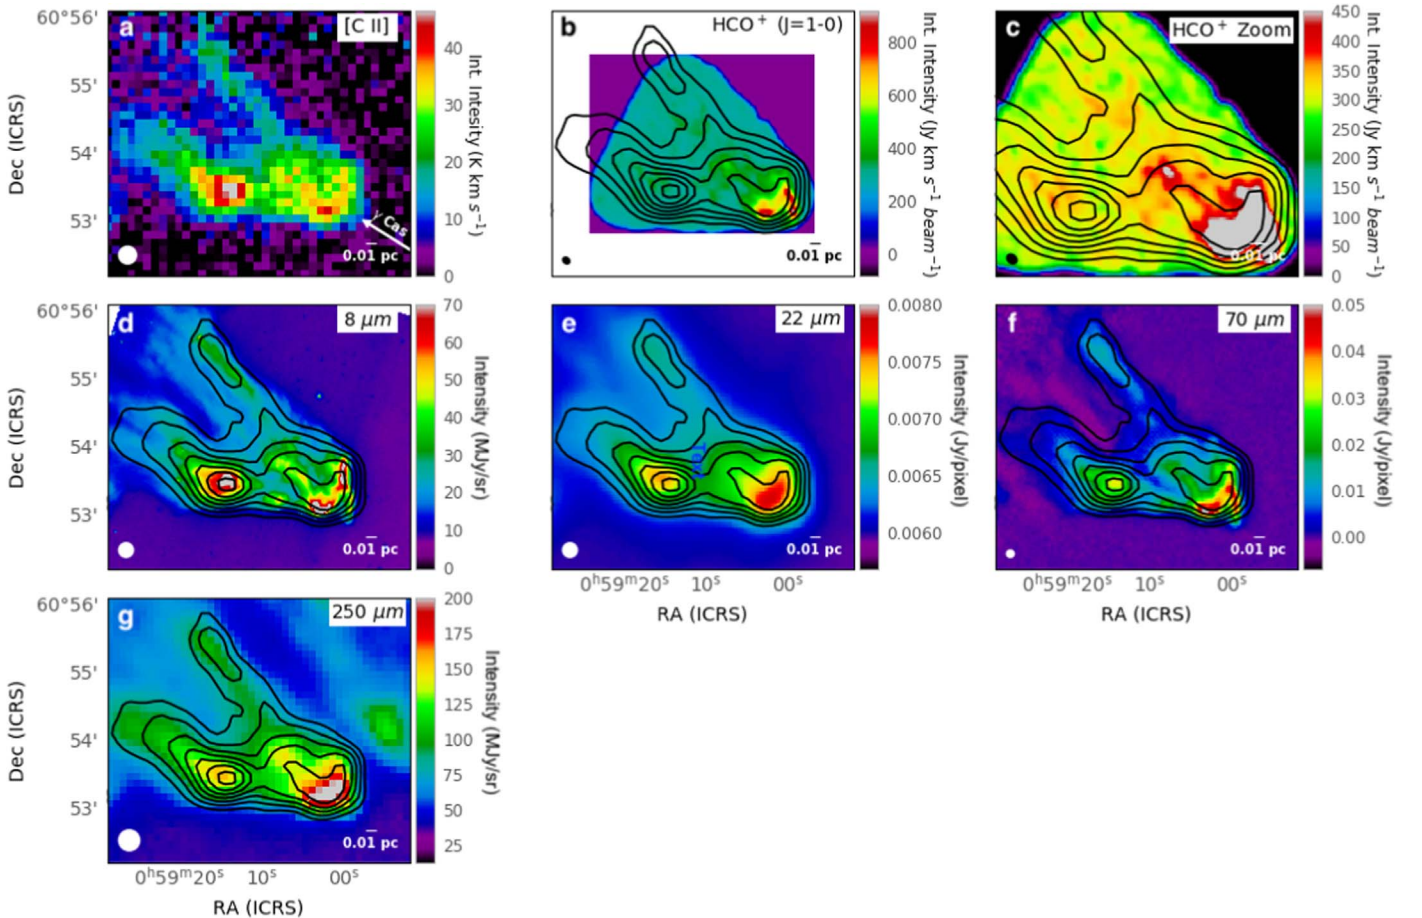 60°56'
a
[C II]
40
55'
30
54'
20
53'
10
0
γ Cas
0.01 pc
Dec (ICRS)
Int. Intesity (K km s⁻¹)
b
HCO⁺ (J=1-0)
800
600
400
200
0
0.01 pc
Int. Intensity (Jy km s⁻¹ beam⁻¹)
c
HCO⁺ Zoom
450
400
350
300
250
200
150
100
50
0
0.01 pc
Int. Intensity (Jy km s⁻¹ beam⁻¹)
60°56'
d
8 μm
70
60
55'
50
40
54'
30
20
53'
10
0
0.01 pc
Dec (ICRS)
Intensity (MJy/sr)
e
22 μm
0.0080
0.0075
0.0070
0.0065
0.0060
0.01 pc
0ʰ59ᵐ20ˢ 10ˢ 00ˢ
RA (ICRS)
Intensity (Jy/pixel)
f
70 μm
0.05
0.04
0.03
0.02
0.01
0.00
0.01 pc
0ʰ59ᵐ20ˢ 10ˢ 00ˢ
RA (ICRS)
Intensity (Jy/pixel)
60°56'
g
250 μm
200
175
55'
150
125
54'
100
75
53'
50
25
0.01 pc
Dec (ICRS)
Intensity (MJy/sr)
0ʰ59ᵐ20ˢ 10ˢ 00ˢ
RA (ICRS)